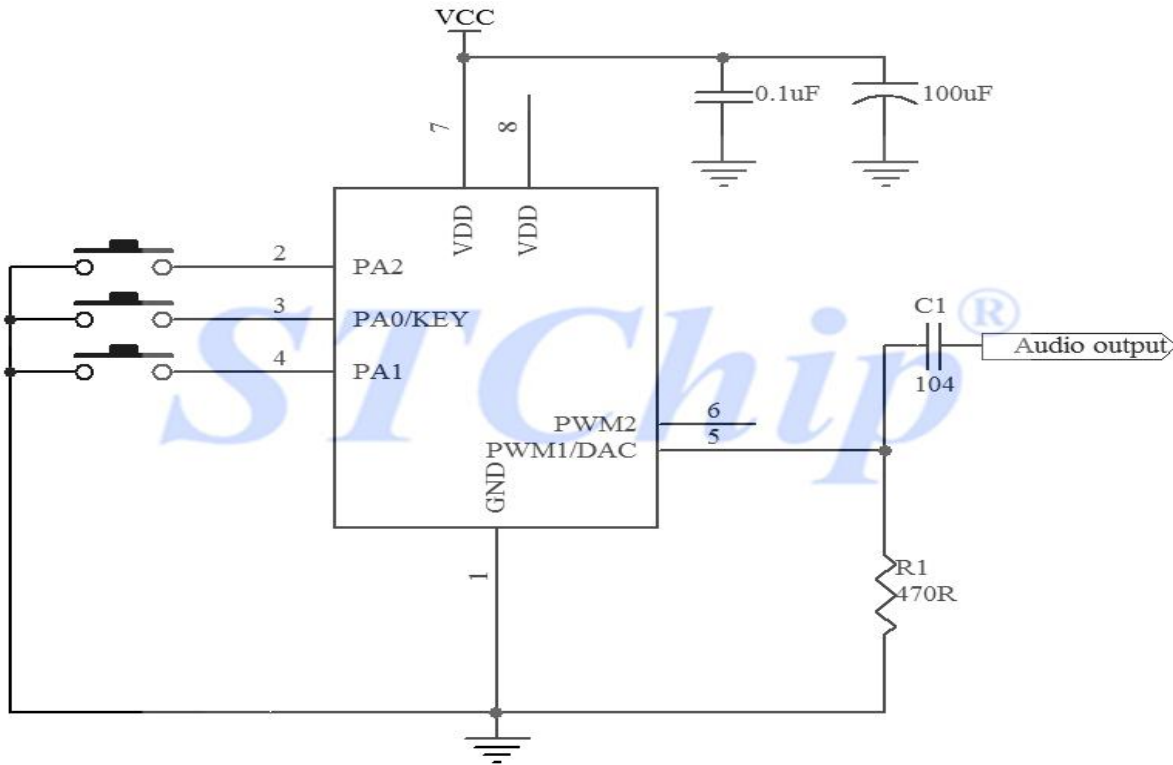 VCC
0.1uF
100uF
7
8
VDD
VDD
2
PA2
3
PA0/KEY
4
PA1
STChip®
C1
Audio output
104
PWM2
6
PWM1/DAC
5
GND
1
R1
470R